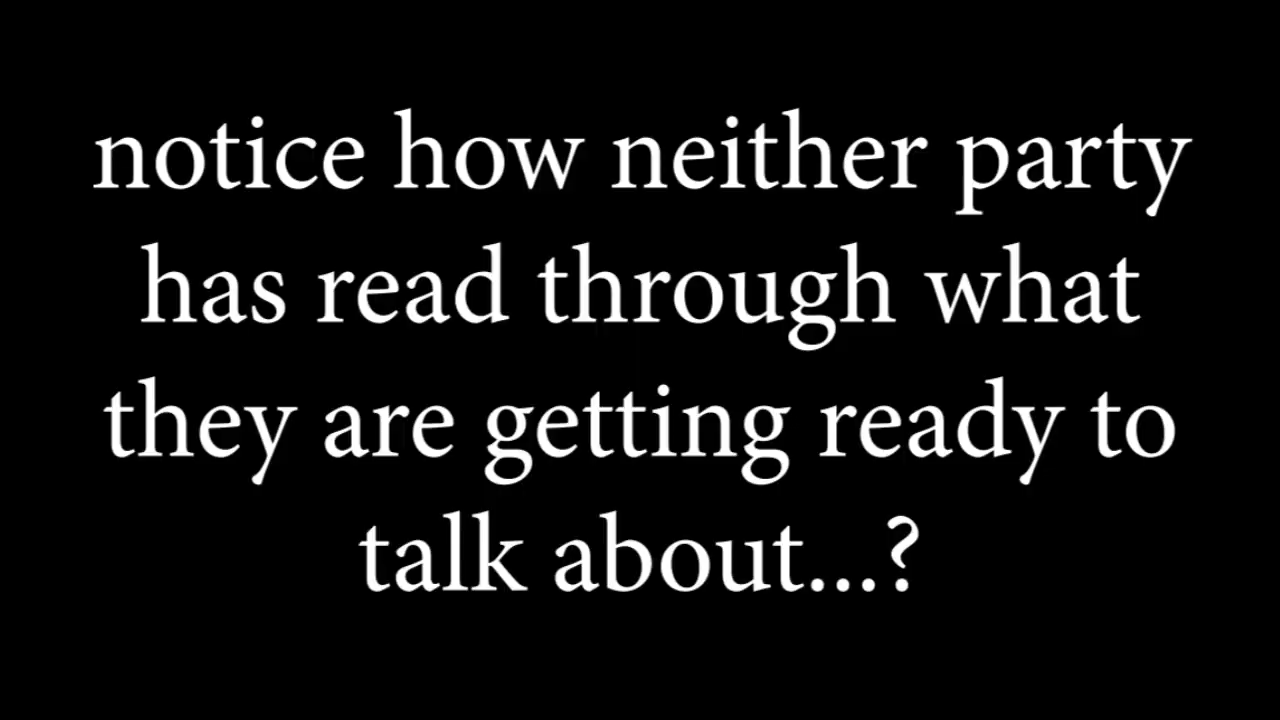 notice how neither party
has read through what
they are getting ready to
talk about...?